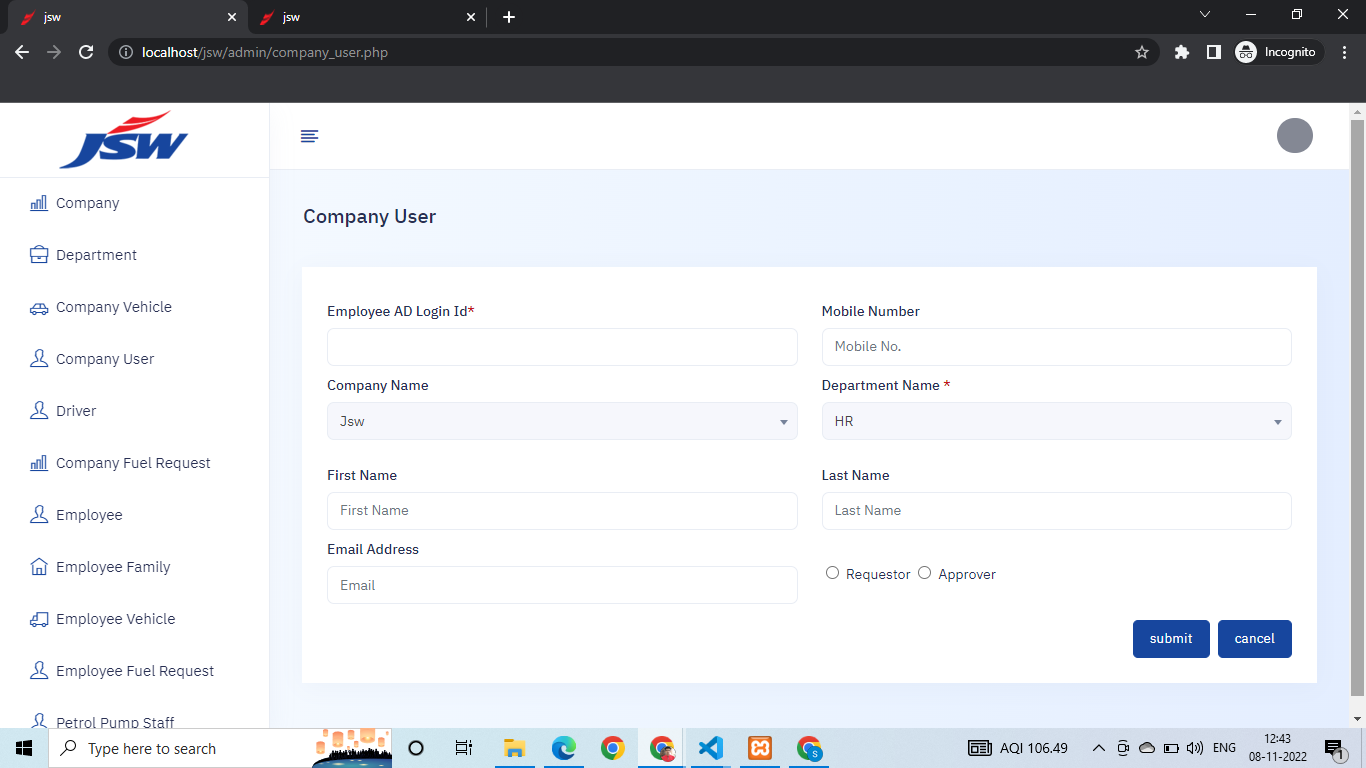 jsw
jsw
localhost/jsw/admin/company_user.php
Incognito
JSW
Company
Department
Company Vehicle
Company User
Driver
Company Fuel Request
Employee
Employee Family
Employee Vehicle
Employee Fuel Request
Petrol Pump Staff
Company User
Employee AD Login Id*
Mobile Number
Mobile No.
Company Name
Department Name *
Jsw
HR
First Name
Last Name
First Name
Last Name
Email Address
Email
Requestor
Approver
submit
cancel
Type here to search
S
AQI 106.49
ENG
12:43
08-11-2022
1